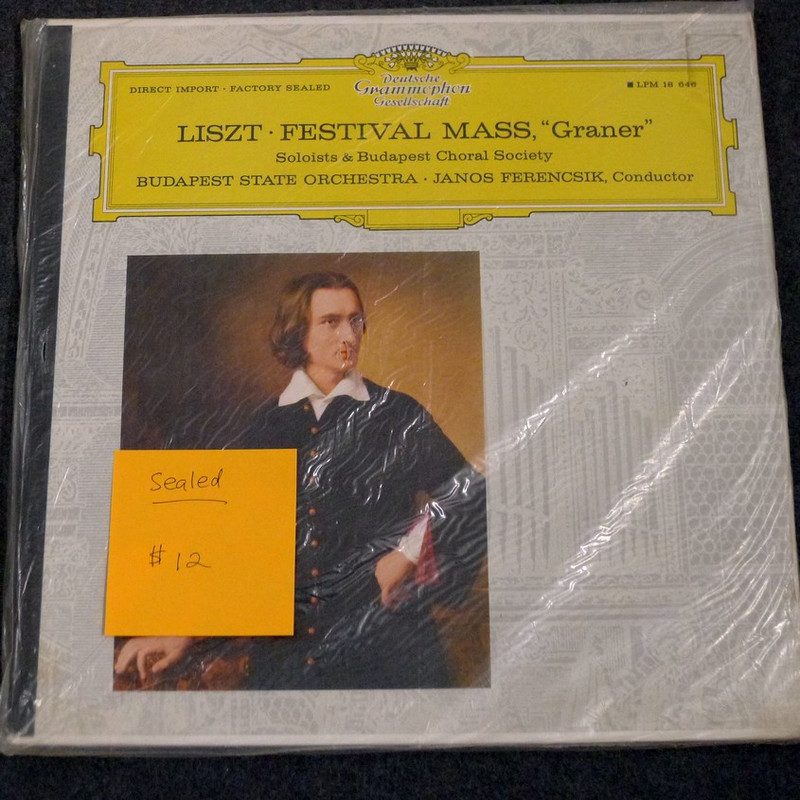 Deutsche
Grammophon
Gesellschaft
DIRECT IMPORT · FACTORY SEALED
■ LPM 18 646
LISZT · FESTIVAL MASS, “Graner”
Soloists & Budapest Choral Society
BUDAPEST STATE ORCHESTRA · JANOS FERENCSIK, Conductor
Sealed
$12